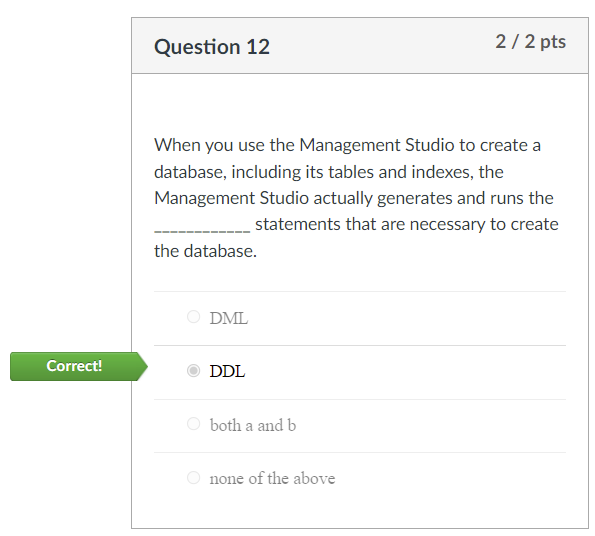 Question 12
2 / 2 pts
When you use the Management Studio to create a
database, including its tables and indexes, the
Management Studio actually generates and runs the
____________ statements that are necessary to create
the database.
DML
Correct!
DDL
both a and b
none of the above